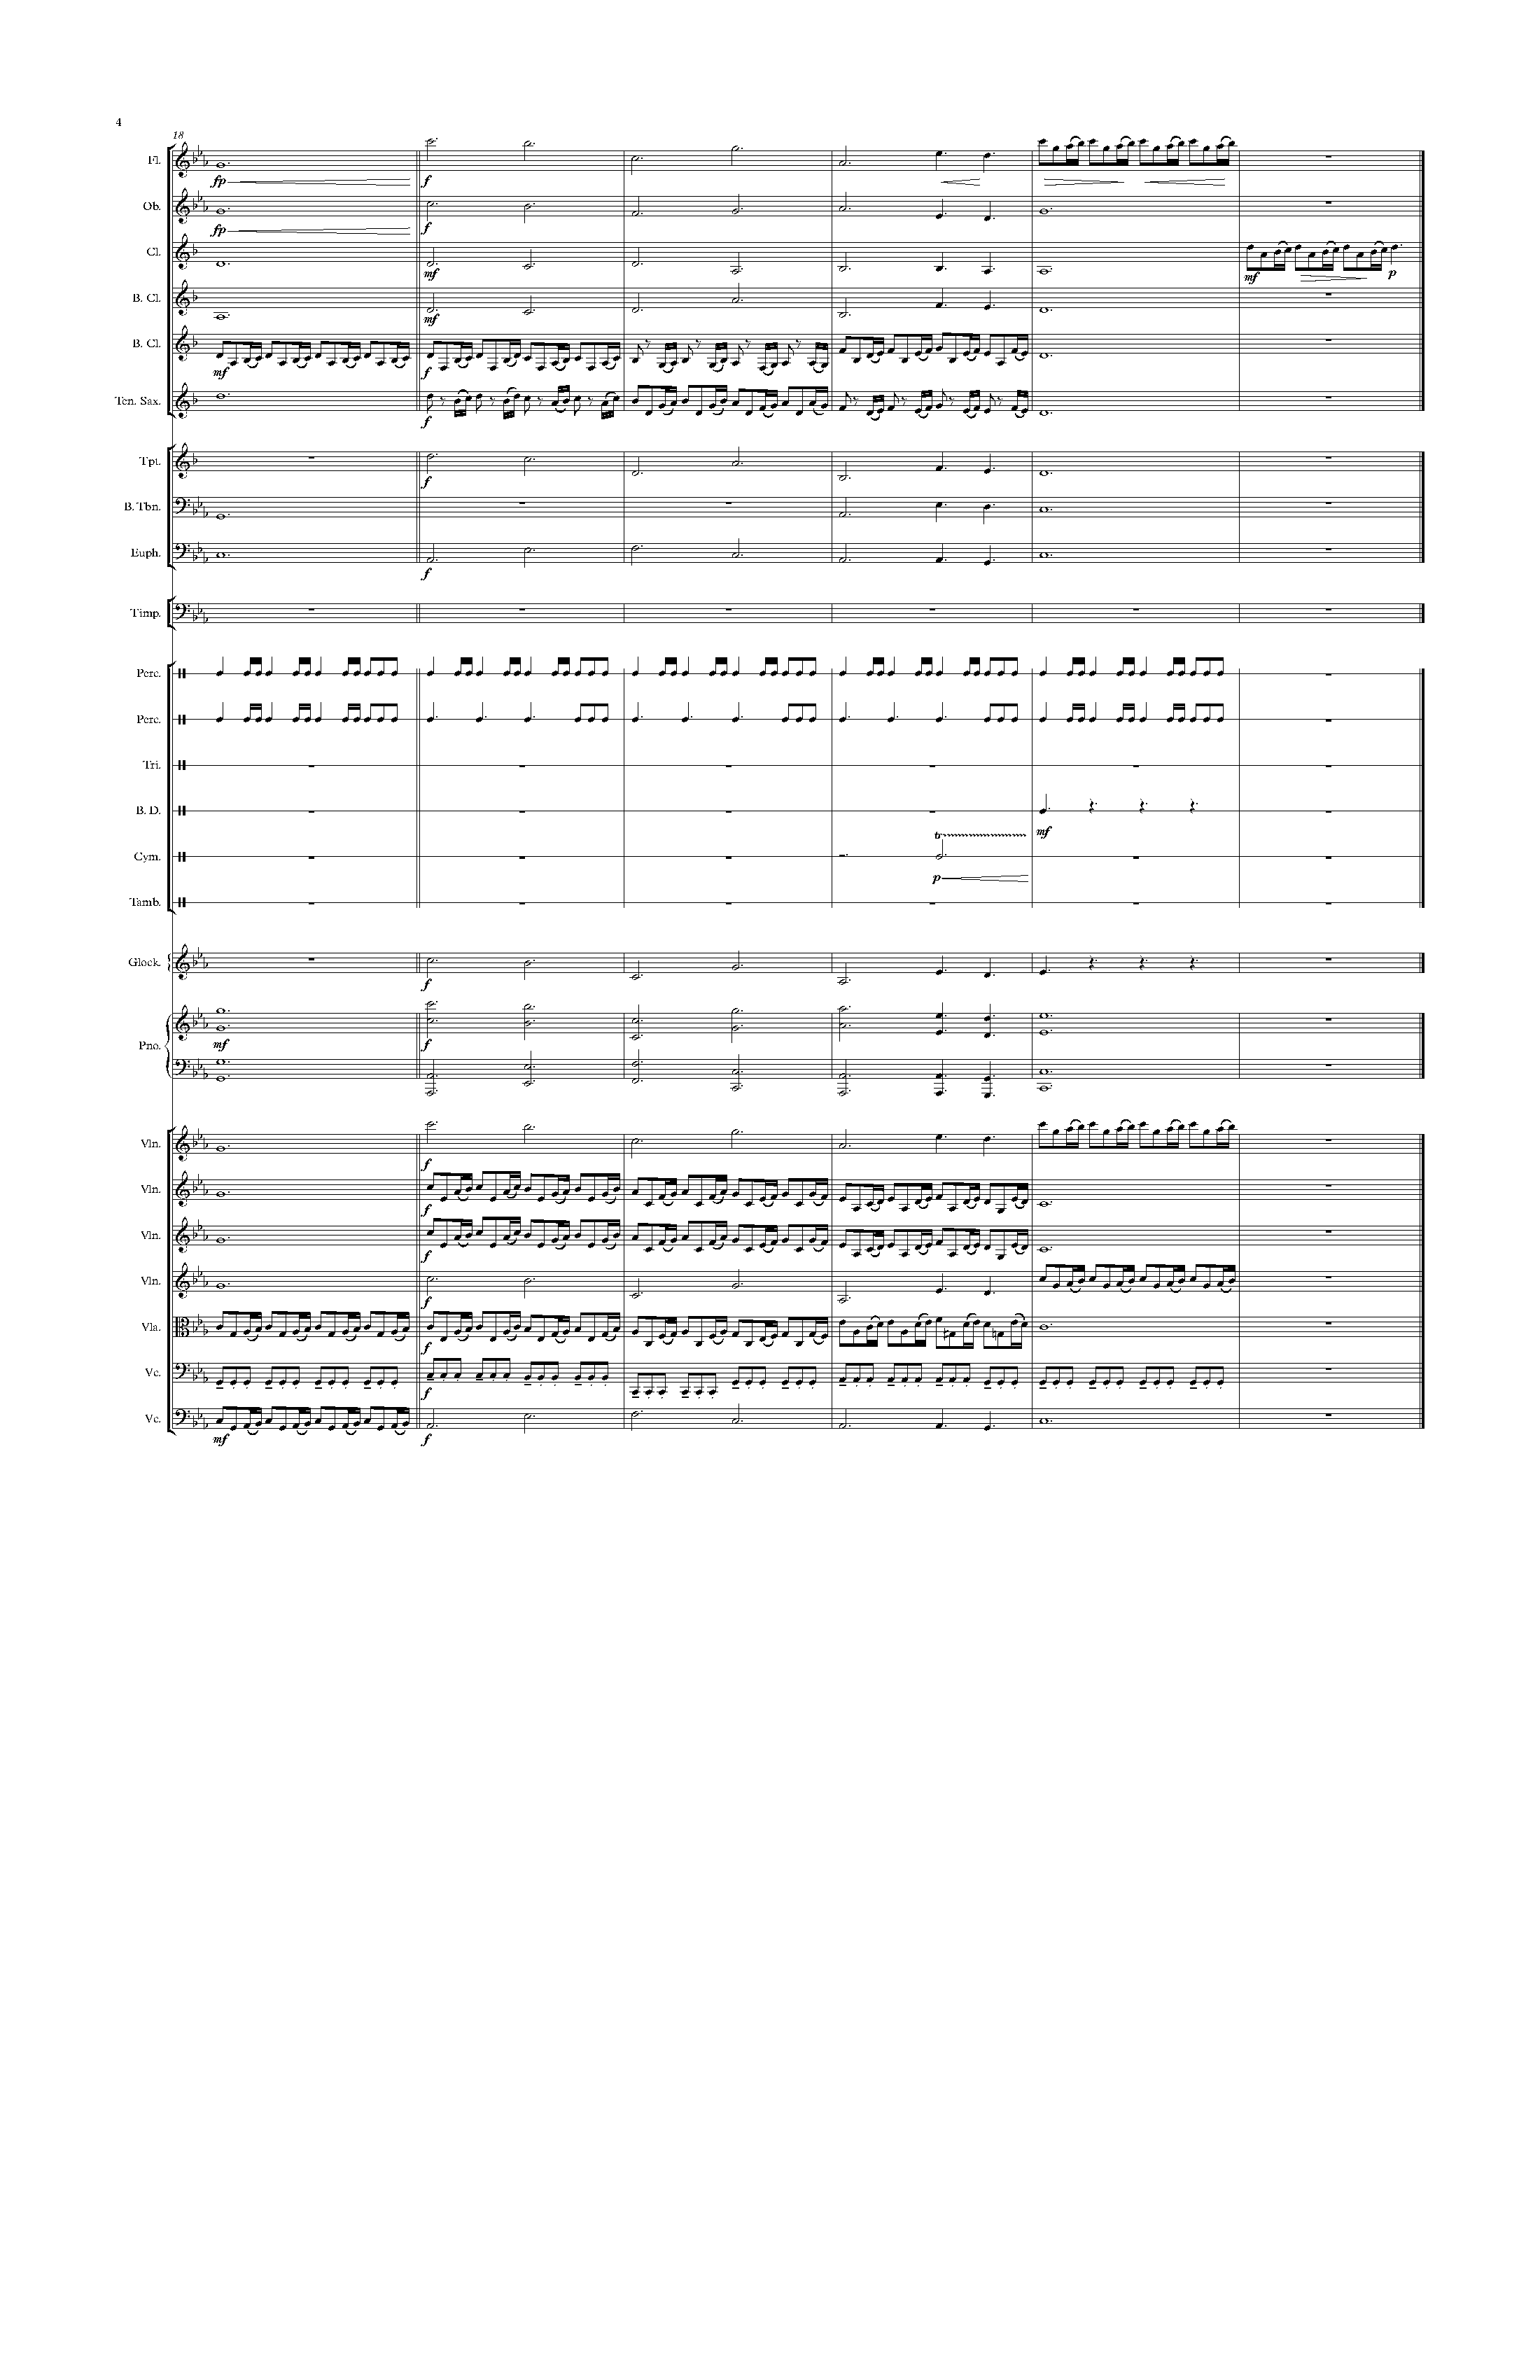 4
18
Fl.
fp
f
Ob.
fp
f
Cl.
mf
mf
p
B. Cl.
mf
B. Cl.
mf
f
Ten. Sax.
f
Tpt.
f
B. Tbn.
Euph.
f
Timp.
Perc.
Perc.
Tri.
B. D.
mf
Cym.
tr
p
Tamb.
Glock.
f
Pno.
mf
f
Vln.
f
Vln.
f
Vln.
f
Vln.
f
Vla.
f
Vc.
f
Vc.
mf
f